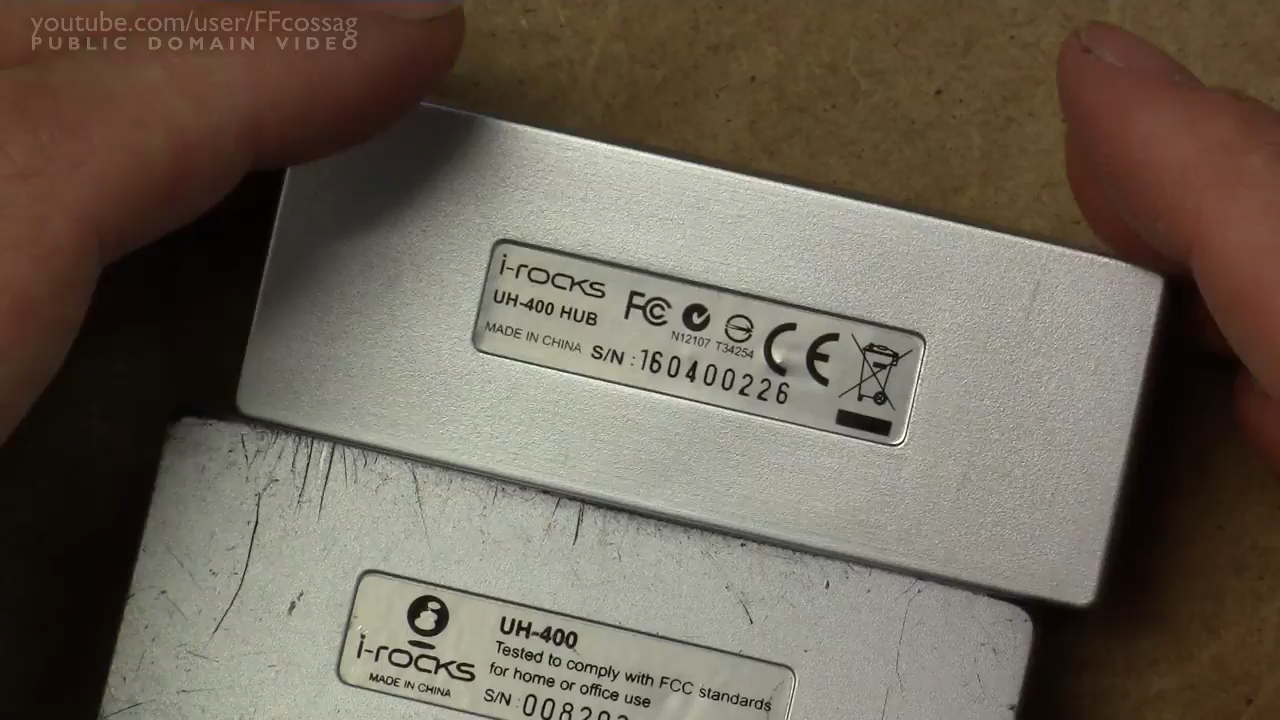 youtube.com/user/FFcossag
PUBLIC DOMAIN VIDEO
i-rocks
UH-400 HUB
MADE IN CHINA
FC
N12107 T34254
CE
S/N : 160400226
i-rocks
MADE IN CHINA
UH-400
Tested to comply with FCC standards
for home or office use
S/N :